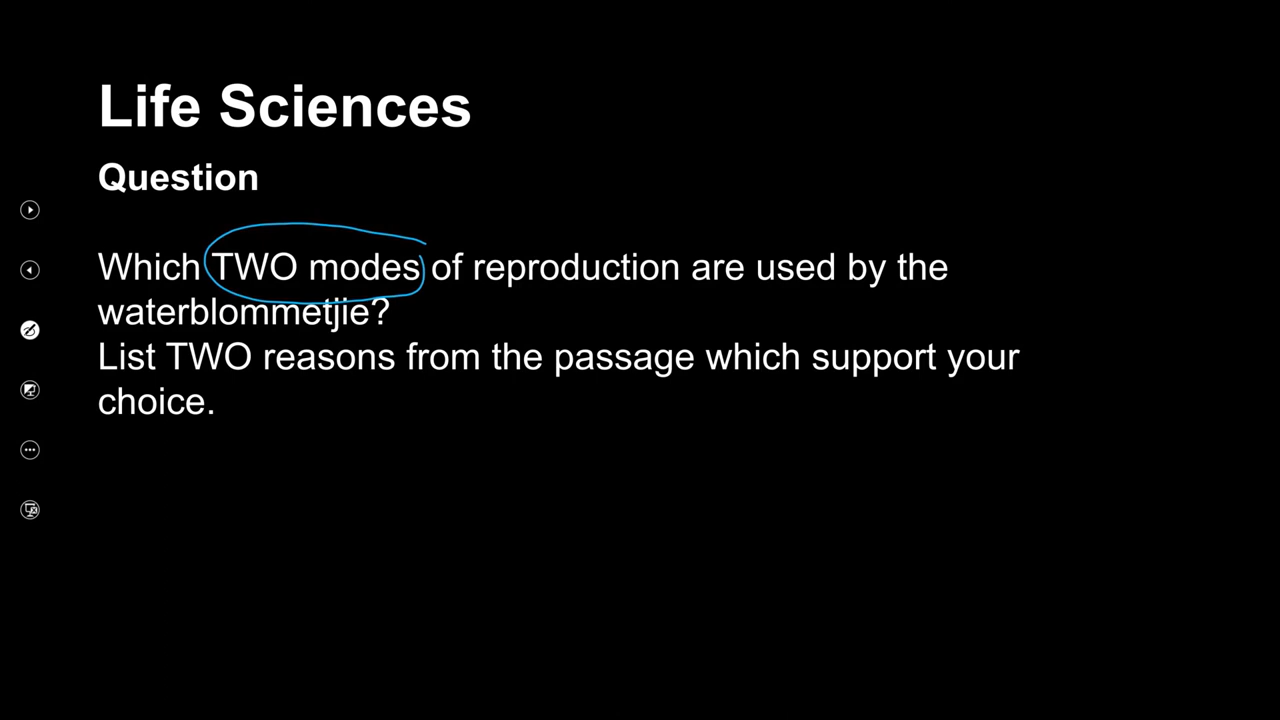 Life Sciences
Question
Which TWO modes of reproduction are used by the
waterblommetjie?
List TWO reasons from the passage which support your
choice.